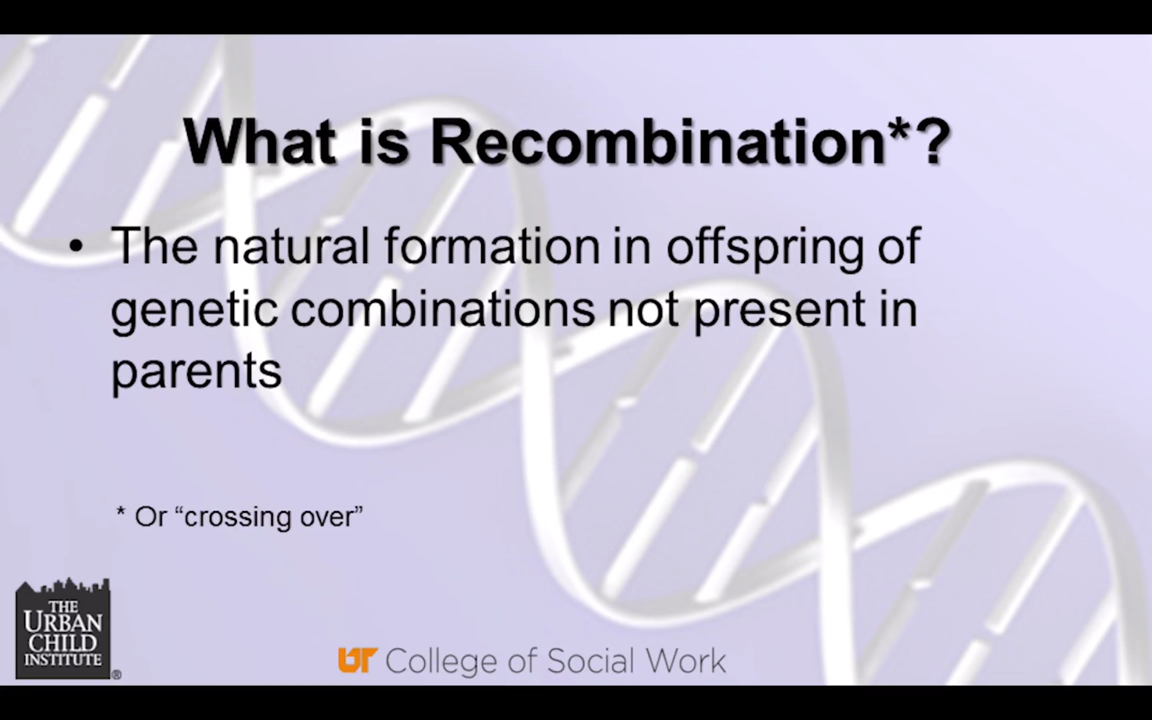 What is Recombination*?
• The natural formation in offspring of
genetic combinations not present in
parents
* Or “crossing over”
THE
URBAN
CHILD
INSTITUTE
®
UT College of Social Work